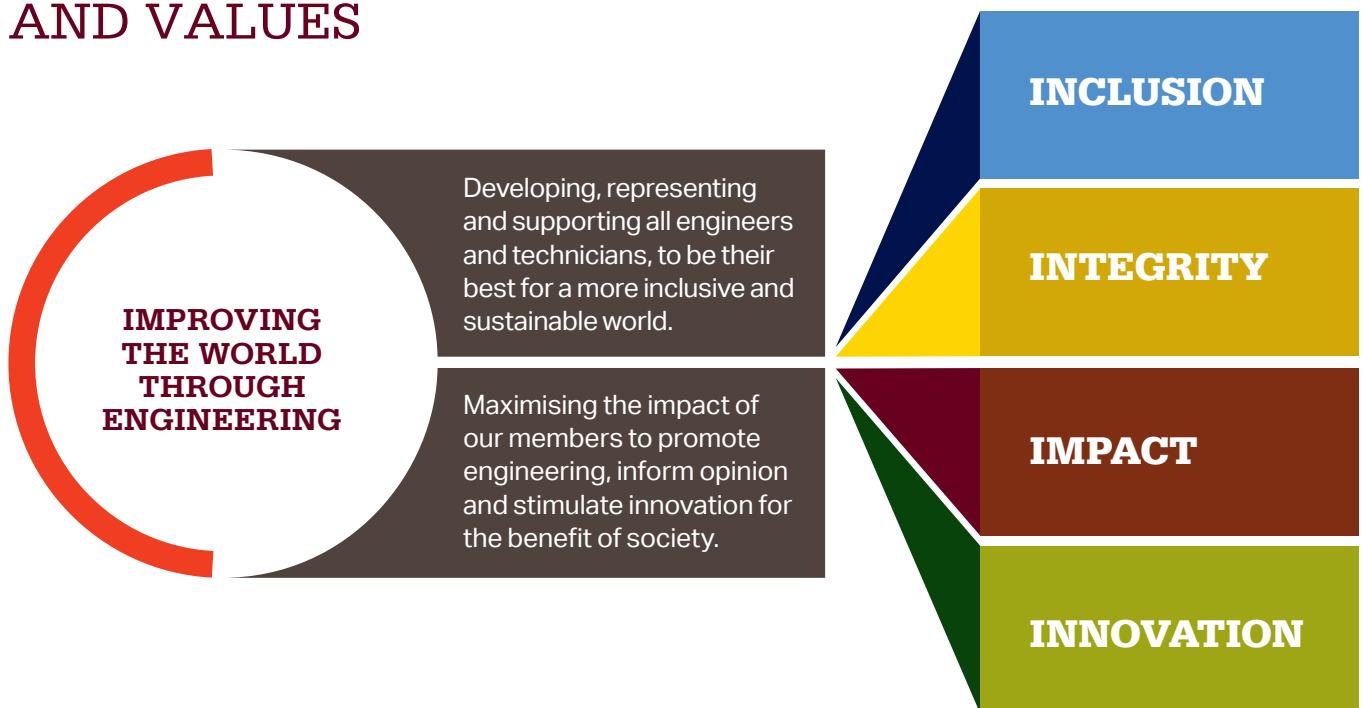 AND VALUES
IMPROVING
THE WORLD
THROUGH
ENGINEERING
Developing, representing
and supporting all engineers
and technicians, to be their
best for a more inclusive and
sustainable world.
Maximising the impact of
our members to promote
engineering, inform opinion
and stimulate innovation for
the benefit of society.
INCLUSION
INTEGRITY
IMPACT
INNOVATION